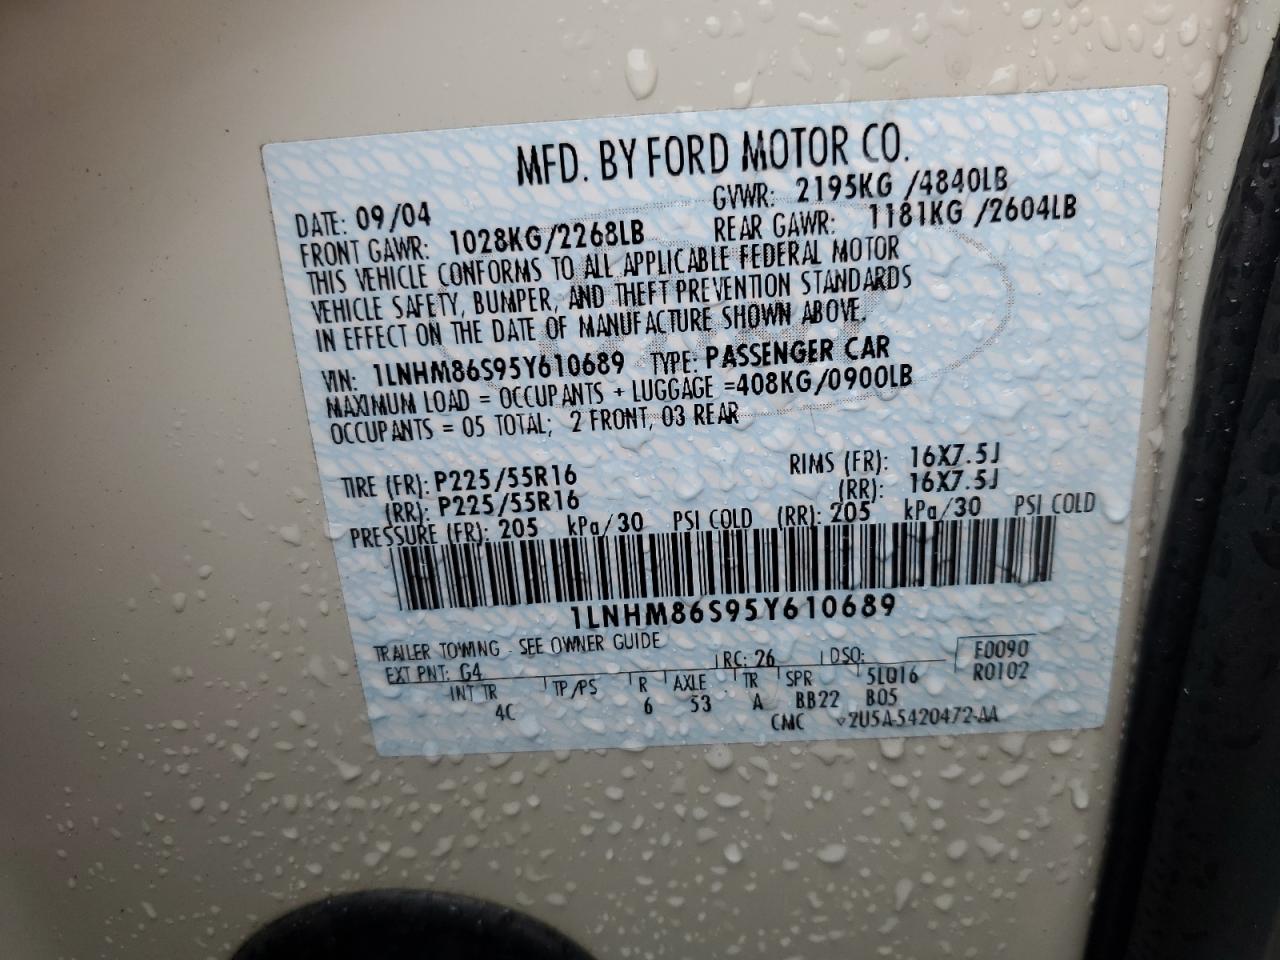 MFD. BY FORD MOTOR CO.
DATE: 09/04 GVWR: 2195KG /4840LB
FRONT GAWR: 1028KG/2268LB REAR GAWR: 1181KG /2604LB
THIS VEHICLE CONFORMS TO ALL APPLICABLE FEDERAL MOTOR
VEHICLE SAFETY, BUMPER, AND THEFT PREVENTION STANDARDS
IN EFFECT ON THE DATE OF MANUFACTURE SHOWN ABOVE.
VIN: 1LNHM86S95Y610689 TYPE: PASSENGER CAR
MAXIMUM LOAD = OCCUPANTS + LUGGAGE =408KG/0900LB
OCCUPANTS = 05 TOTAL; 2 FRONT, 03 REAR
TIRE (FR): P225/55R16 RIMS (FR): 16X7.5J
(RR): P225/55R16 (RR): 16X7.5J
PRESSURE (FR): 205 kPa/30 PSI COLD (RR): 205 kPa/30 PSI COLD
1LNHM86S95Y610689
TRAILER TOWING - SEE OWNER GUIDE
EXT PNT: G4 RC: 26 DSO: F0090
R0102
INT TR TP/PS R AXLE TR SPR 5L016
4C 6 53 A BB22 B05
CMC 2U5A-5420472-AA